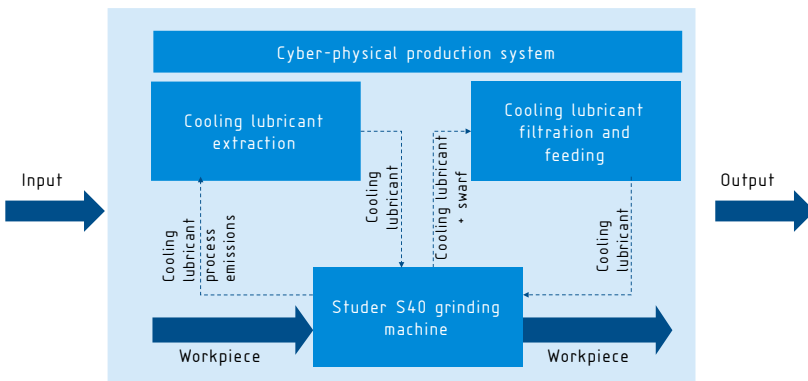 Cyber-physical production system
Cooling lubricant
extraction
Cooling lubricant
filtration and
feeding
Input
Output
Cooling
lubricant
process
emissions
Cooling
lubricant
Cooling lubricant
+ swarf
Cooling
lubricant
Studer S40 grinding
machine
Workpiece
Workpiece